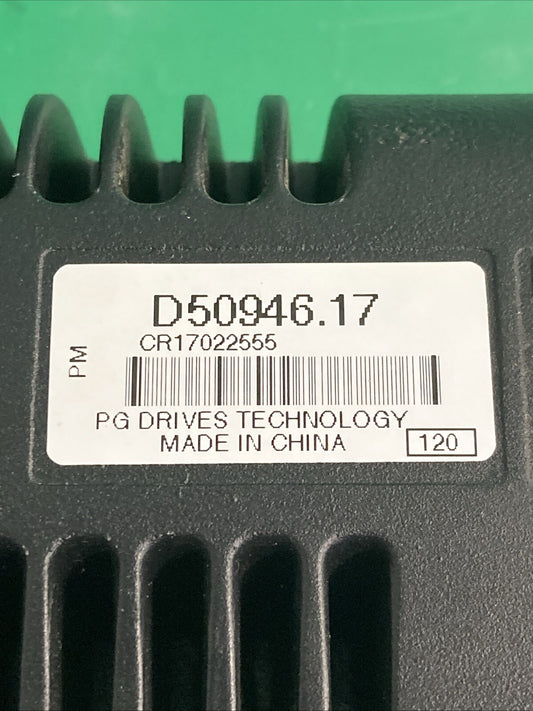 D50946.17
CR17022555
PM
PG DRIVES TECHNOLOGY
MADE IN CHINA
120